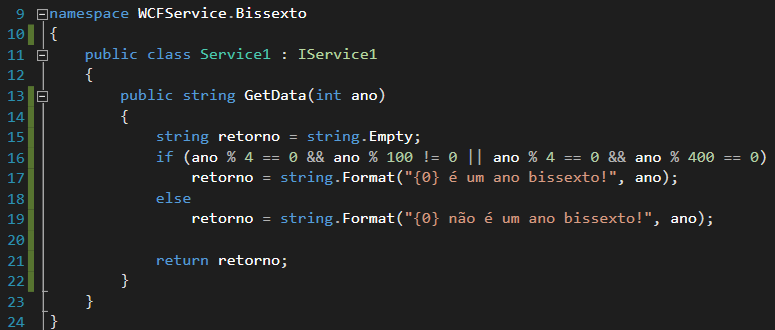 9 namespace WCFService.Bissexto
10 {
11 public class Service1 : IService1
12 {
13 public string GetData(int ano)
14 {
15 string retorno = string.Empty;
16 if (ano % 4 == 0 && ano % 100 != 0 || ano % 4 == 0 && ano % 400 == 0)
17 retorno = string.Format("{0} é um ano bissexto!", ano);
18 else
19 retorno = string.Format("{0} não é um ano bissexto!", ano);
20
21 return retorno;
22 }
23 }
24 }